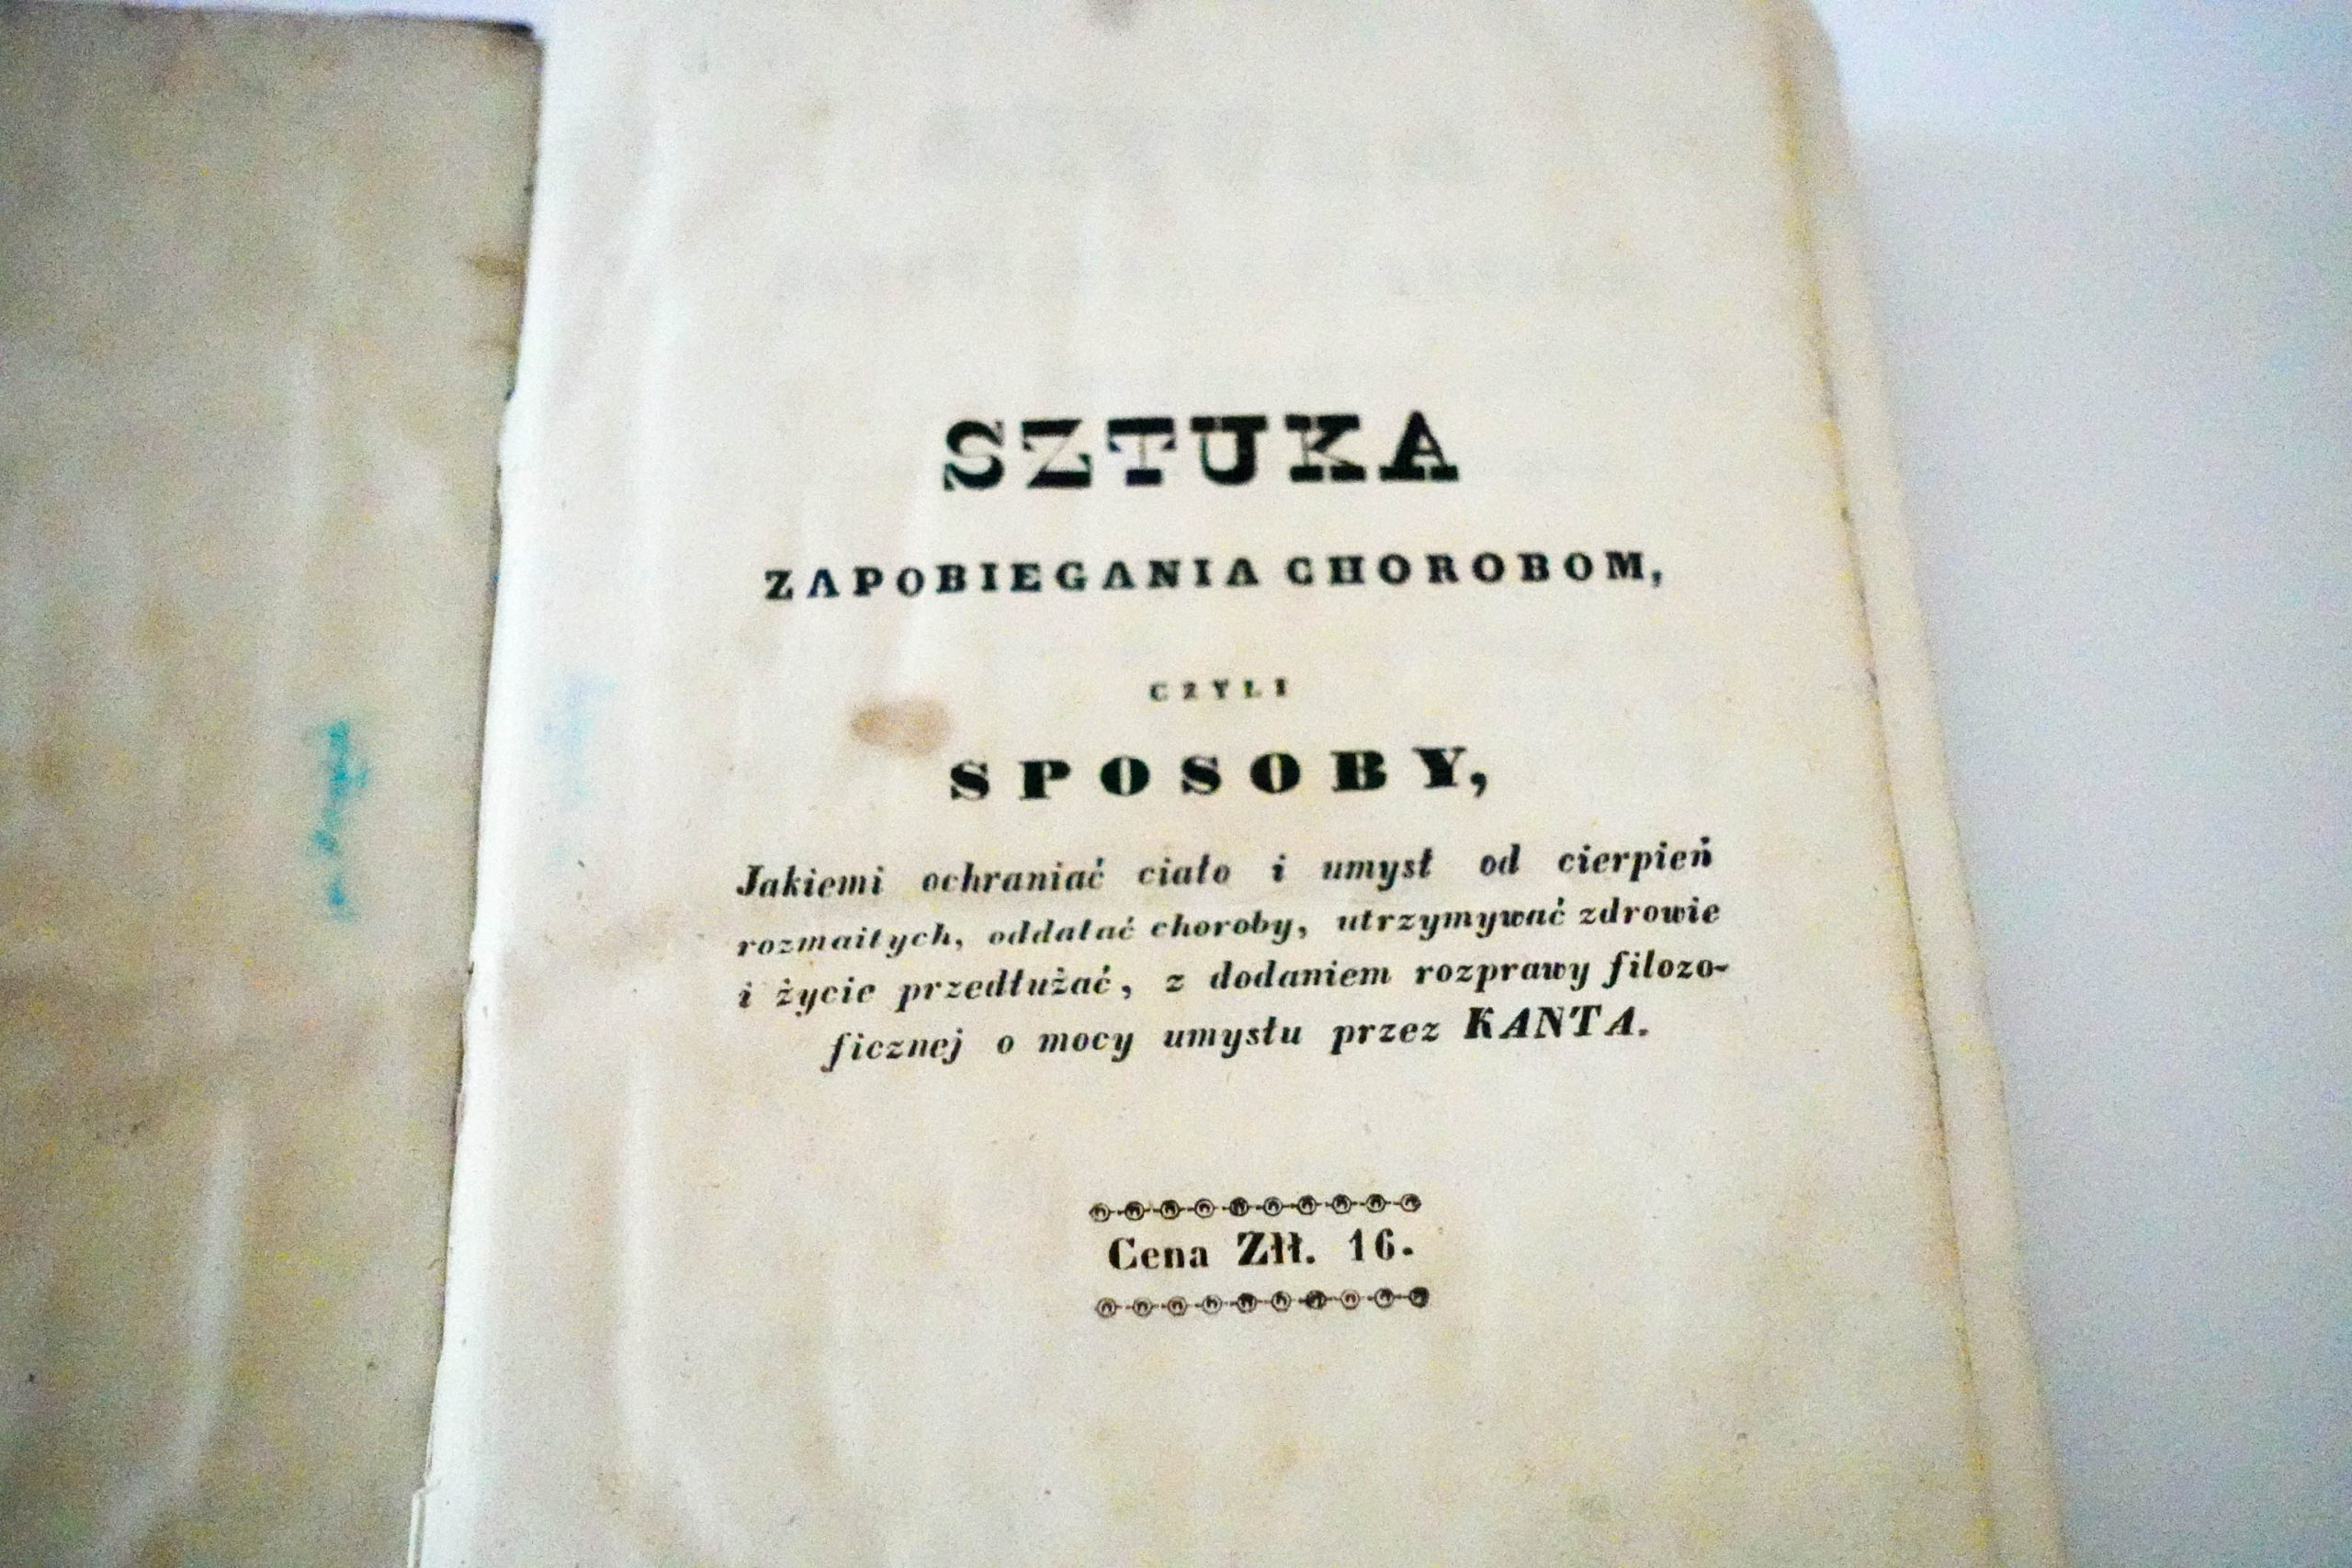 SZTUKA
ZAPOBIEGANIA CHOROBOM,
CZYLI
SPOSOBY,
Jakiemi ochraniać ciało i umysł od cierpień
rozmaitych, oddalać choroby, utrzymywać zdrowie
i życie przedłużać, z dodaniem rozprawy filozo-
ficznej o mocy umysłu przez KANTA.
Cena Złł. 16.